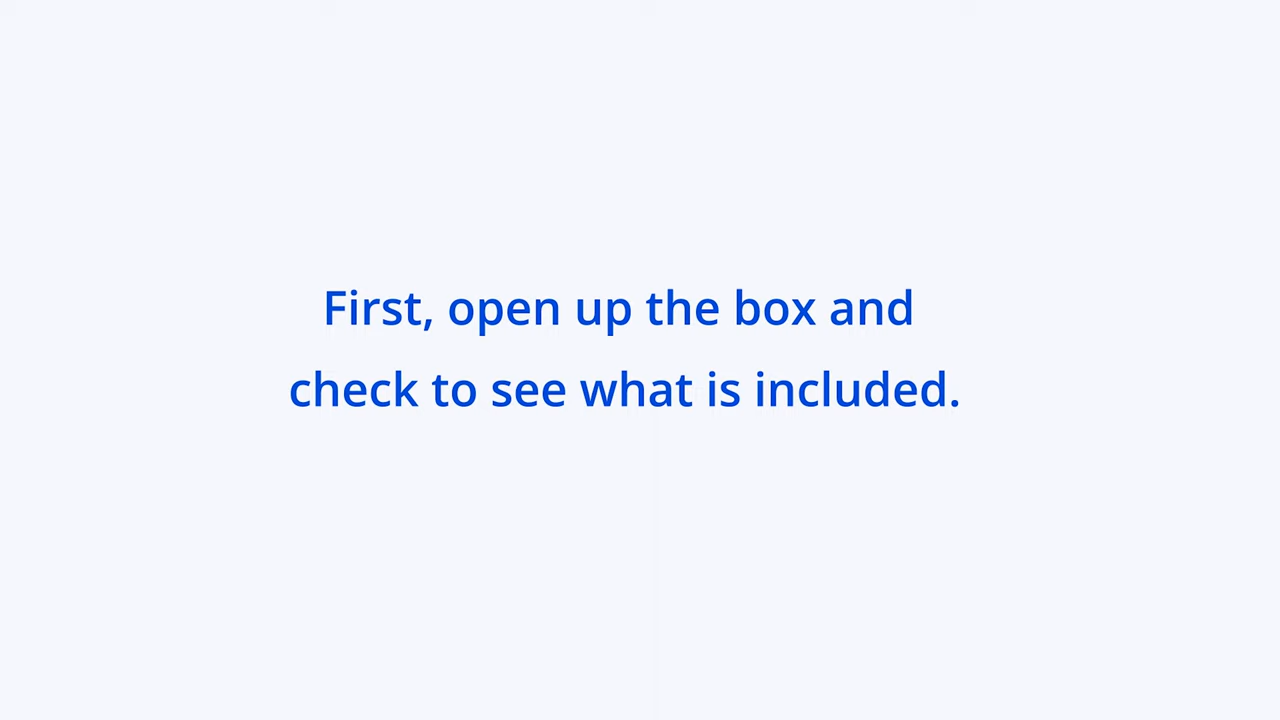 First, open up the box and
check to see what is included.